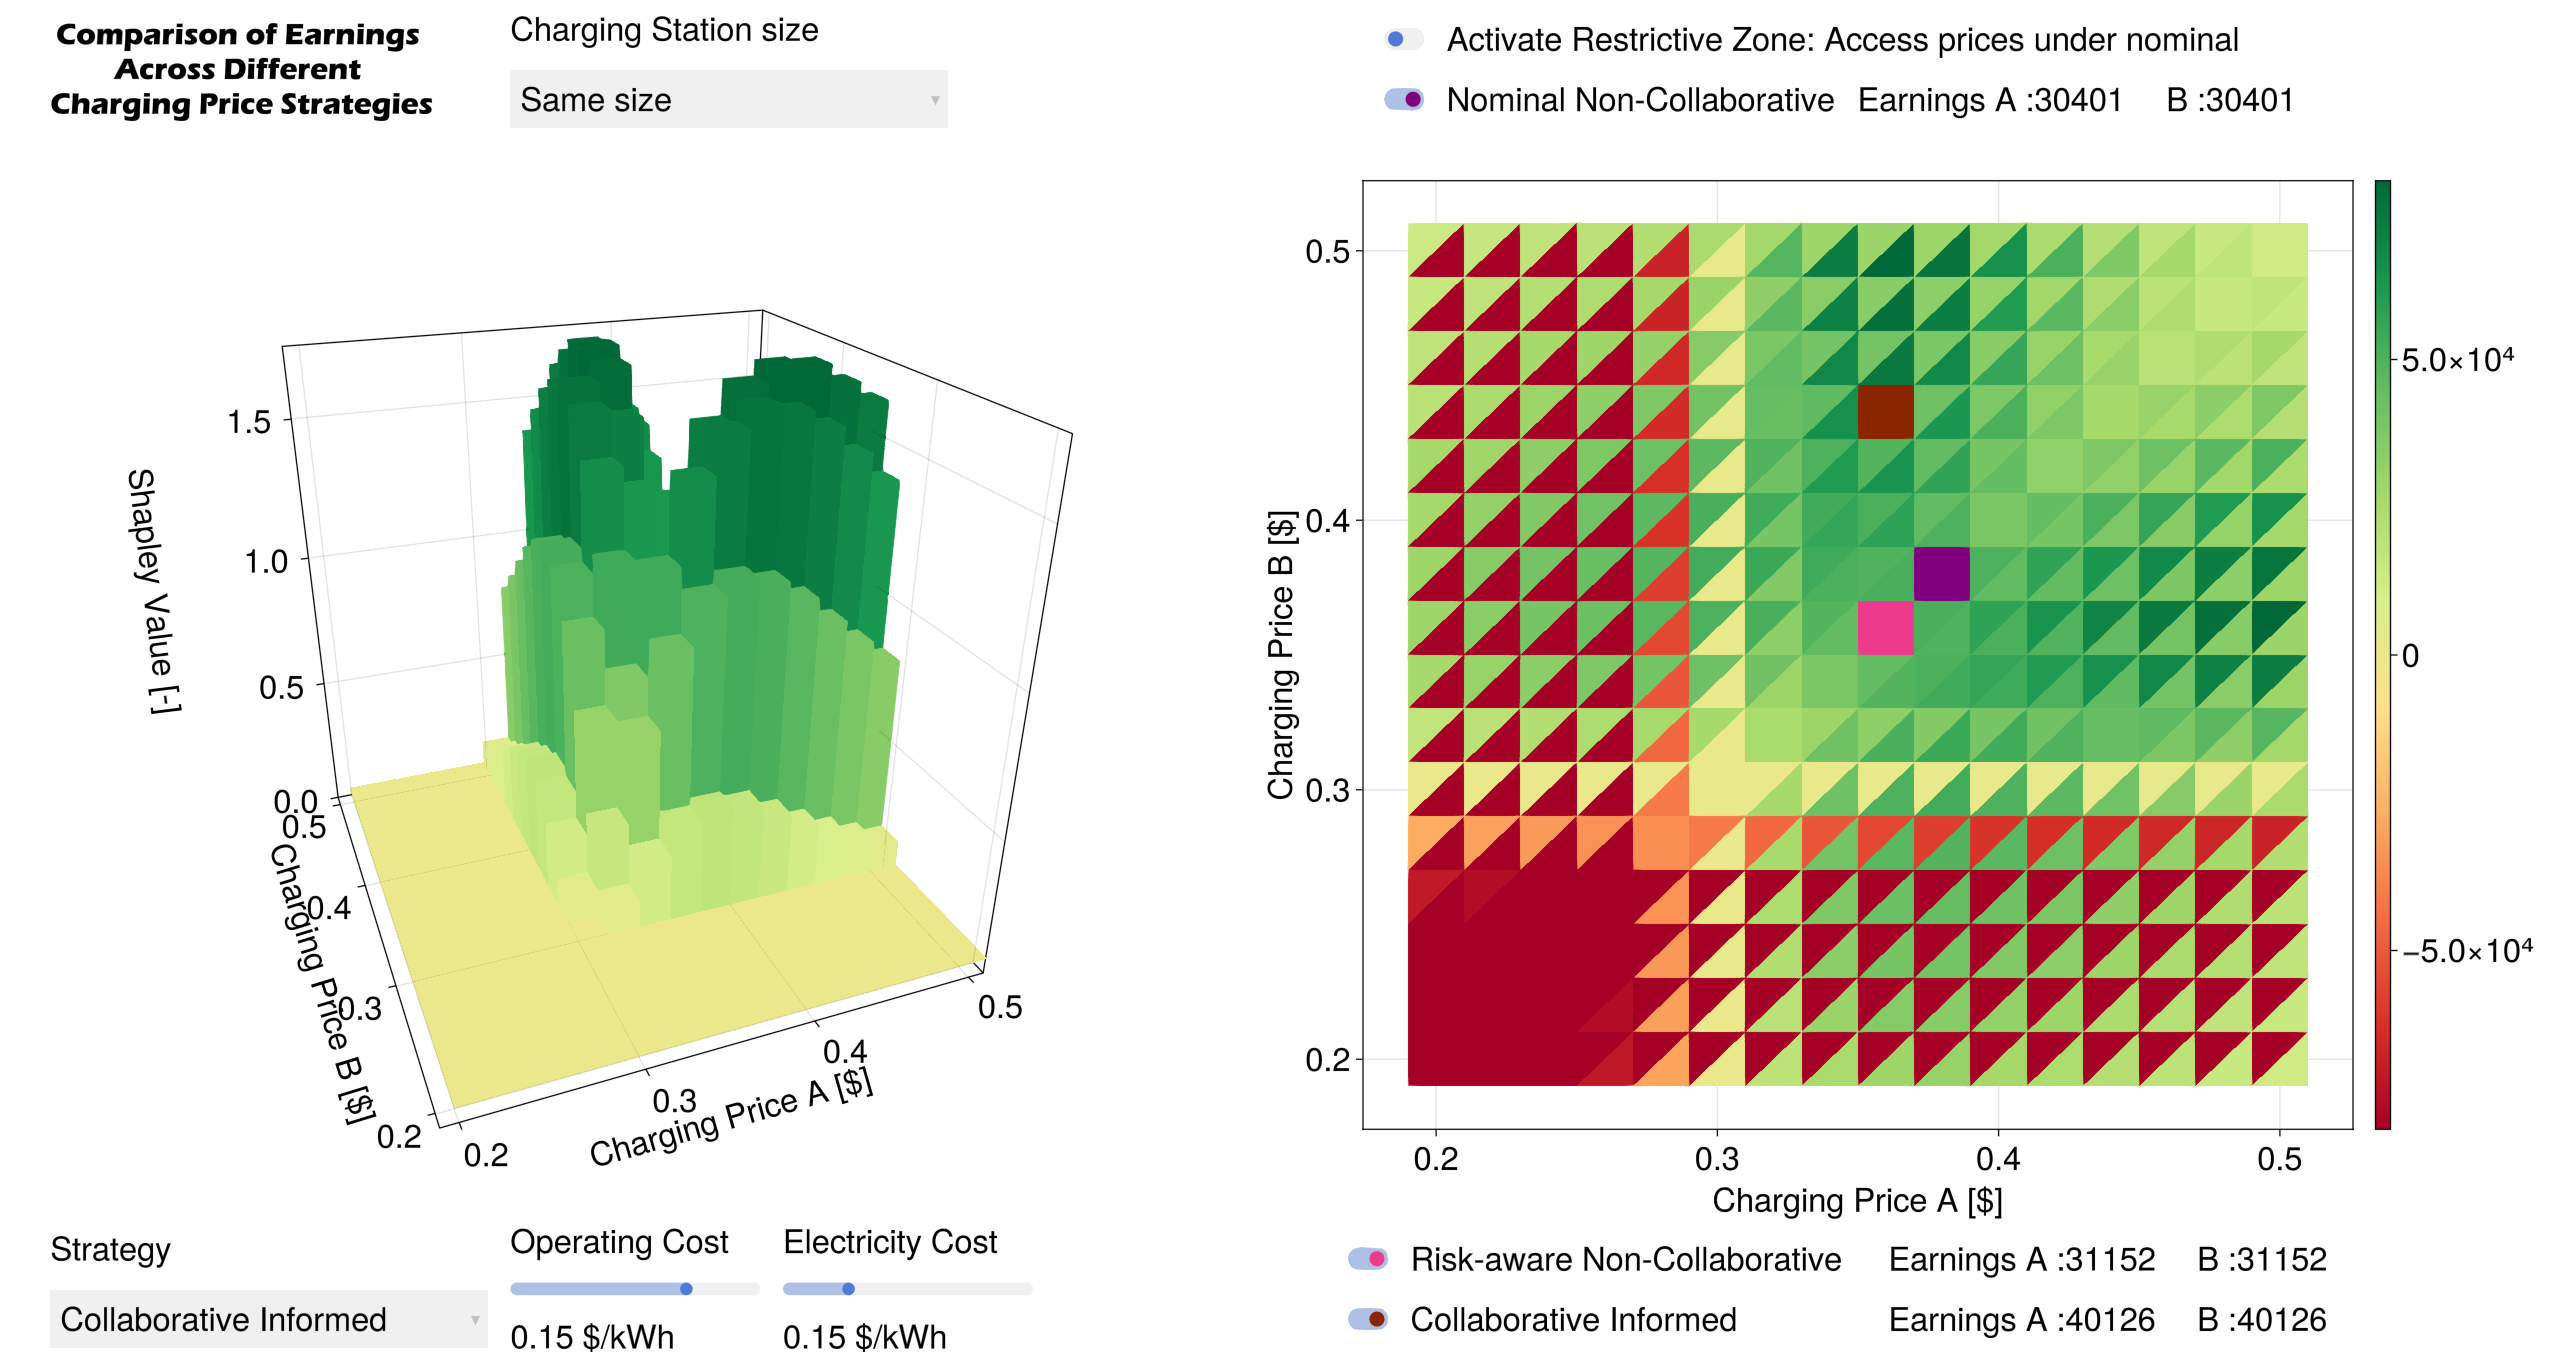 Comparison of Earnings
Across Different
Charging Price Strategies
Charging Station size
Same size
Activate Restrictive Zone: Access prices under nominal
Nominal Non-Collaborative Earnings A :30401 B :30401
Shapley Value [-]
1.5
1.0
0.5
0.0
0.5
0.4
0.3
0.2
Charging Price B [$]
0.2
0.3
0.4
0.5
Charging Price A [$]
Charging Price B [$]
0.5
0.4
0.3
0.2
0.2
0.3
0.4
0.5
Charging Price A [$]
5.0×10⁴
0
−5.0×10⁴
Strategy
Collaborative Informed
Operating Cost
0.15 $/kWh
Electricity Cost
0.15 $/kWh
Risk-aware Non-Collaborative Earnings A :31152 B :31152
Collaborative Informed Earnings A :40126 B :40126